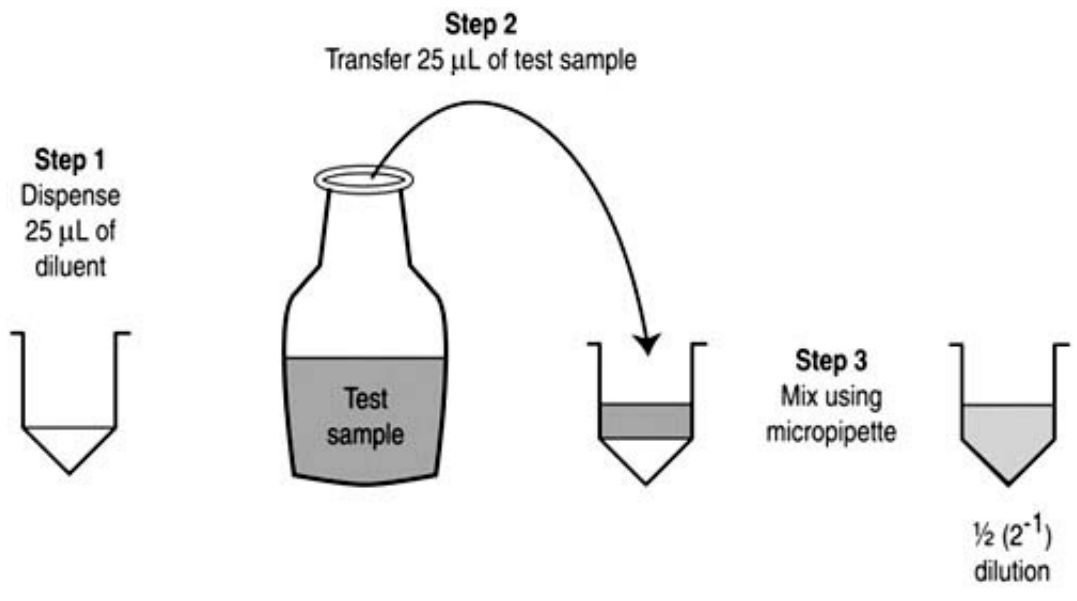 Step 1
Dispense
25 μL of
diluent
Step 2
Transfer 25 μL of test sample
Test
sample
Step 3
Mix using
micropipette
½ (2⁻¹)
dilution